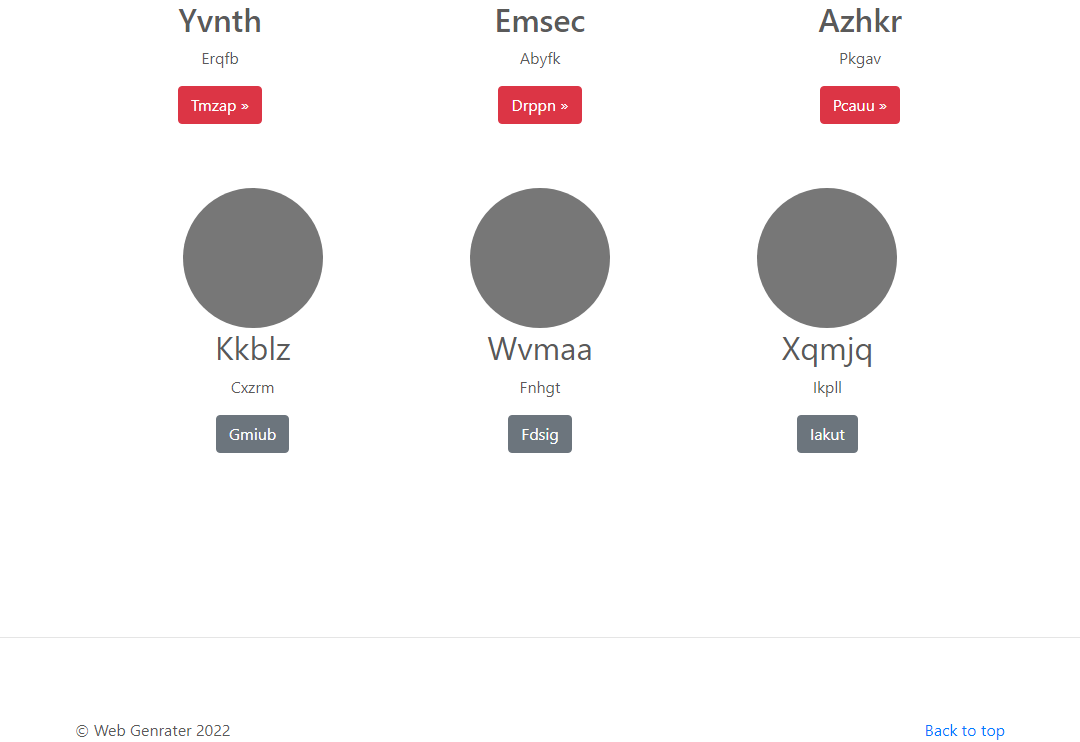 Yvnth Emsec Azhkr
Erqfb Abyfk Pkgav
Tmzap » Drppn » Pcauu »
Kkblz Wvmaa Xqmjq
Cxzrm Fnhgt Ikpll
Gmiub Fdsig Iakut
© Web Genrater 2022 Back to top